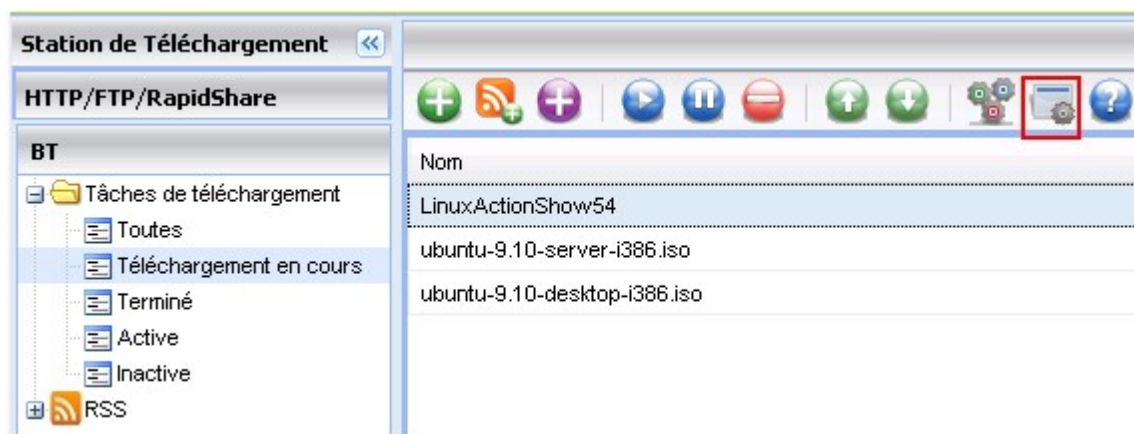 Station de Téléchargement
HTTP/FTP/RapidShare
BT
Tâches de téléchargement
Toutes
Téléchargement en cours
Terminé
Active
Inactive
RSS
Nom
LinuxActionShow54
ubuntu-9.10-server-i386.iso
ubuntu-9.10-desktop-i386.iso